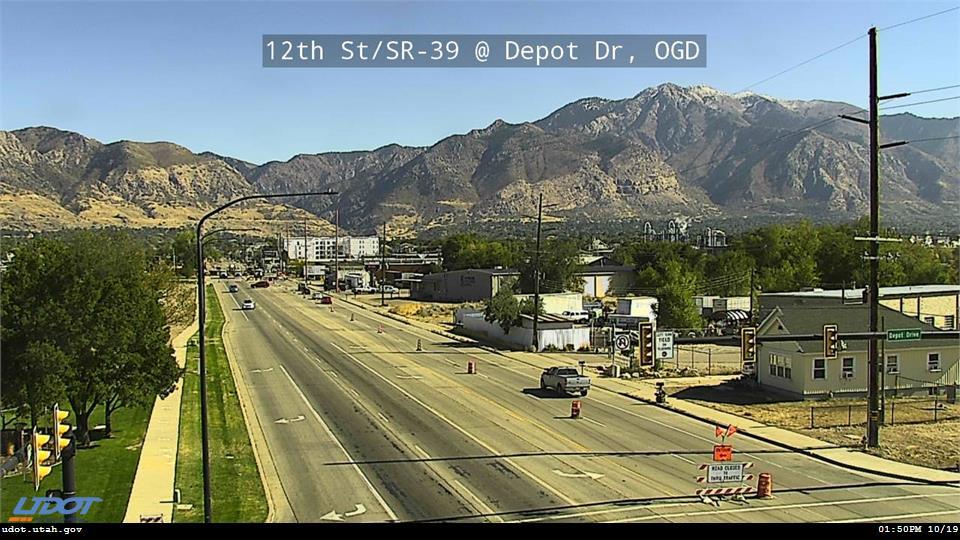 12th St/SR-39 @ Depot Dr, OGD
Depot Drive
ROAD CLOSED
TO
THRU TRAFFIC
UDOT
udot.utah.gov
01:50PM 10/19